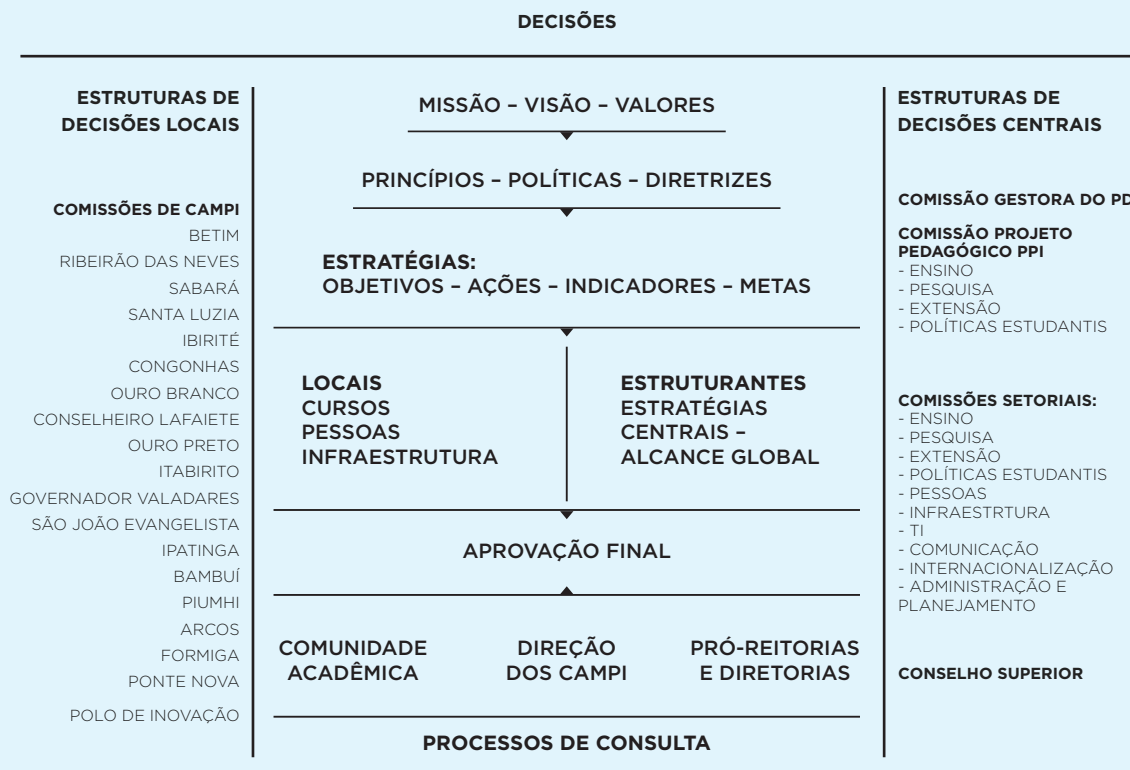 DECISÕES
ESTRUTURAS DE
DECISÕES LOCAIS
COMISSÕES DE CAMPI
BETIM
RIBEIRÃO DAS NEVES
SABARÁ
SANTA LUZIA
IBIRITÉ
CONGONHAS
OURO BRANCO
CONSELHEIRO LAFAIETE
OURO PRETO
ITABIRITO
GOVERNADOR VALADARES
SÃO JOÃO EVANGELISTA
IPATINGA
BAMBUÍ
PIUMHI
ARCOS
FORMIGA
PONTE NOVA
POLO DE INOVAÇÃO
MISSÃO – VISÃO – VALORES
PRINCÍPIOS – POLÍTICAS – DIRETRIZES
ESTRATÉGIAS:
OBJETIVOS – AÇÕES – INDICADORES – METAS
LOCAIS
CURSOS
PESSOAS
INFRAESTRUTURA
ESTRUTURANTES
ESTRATÉGIAS
CENTRAIS –
ALCANCE GLOBAL
APROVAÇÃO FINAL
COMUNIDADE
ACADÊMICA
DIREÇÃO
DOS CAMPI
PRÓ-REITORIAS
E DIRETORIAS
PROCESSOS DE CONSULTA
ESTRUTURAS DE
DECISÕES CENTRAIS
COMISSÃO GESTORA DO
COMISSÃO PROJETO
PEDAGÓGICO PPI
- ENSINO
- PESQUISA
- EXTENSÃO
- POLÍTICAS ESTUDANTIS
COMISSÕES SETORIAIS:
- ENSINO
- PESQUISA
- EXTENSÃO
- POLÍTICAS ESTUDANTIS
- PESSOAS
- INFRAESTRTURA
- TI
- COMUNICAÇÃO
- INTERNACIONALIZAÇÃO
- ADMINISTRAÇÃO E
PLANEJAMENTO
CONSELHO SUPERIOR